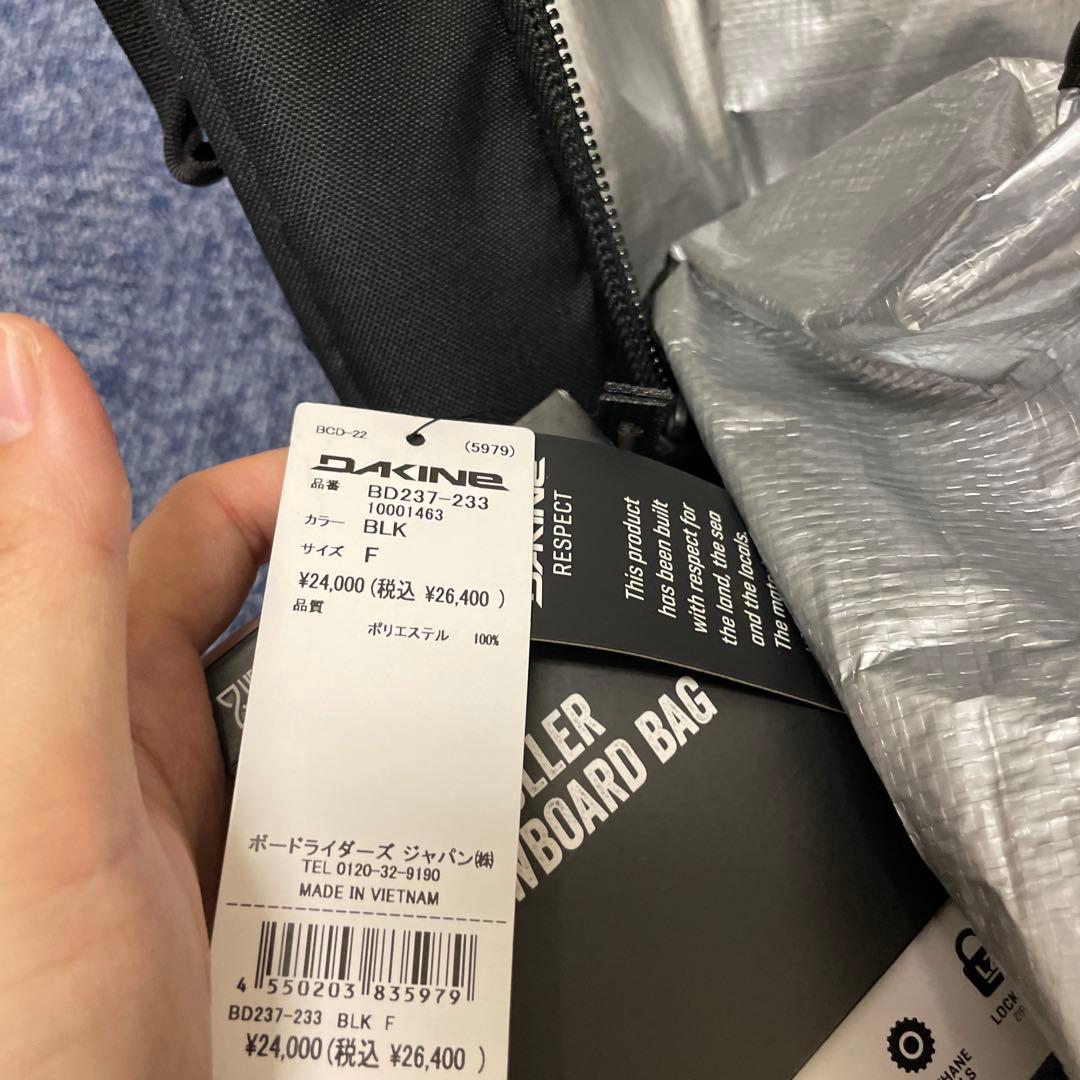 BCD-22
(5979)
DAKINE
品番 BD237-233
10001463
カラー BLK
サイズ F
¥24,000(税込 ¥26,400 )
品質
ポリエステル 100%
ボードライダーズ ジャパン㈱
TEL 0120-32-9190
MADE IN VIETNAM
4 550203 835979
BD237-233 BLK F
¥24,000(税込 ¥26,400 )
DAKINE
RESPECT
This product
has been built
with respect for
the land, the sea
and the locals.
The
BAG
LOCK
ZIP